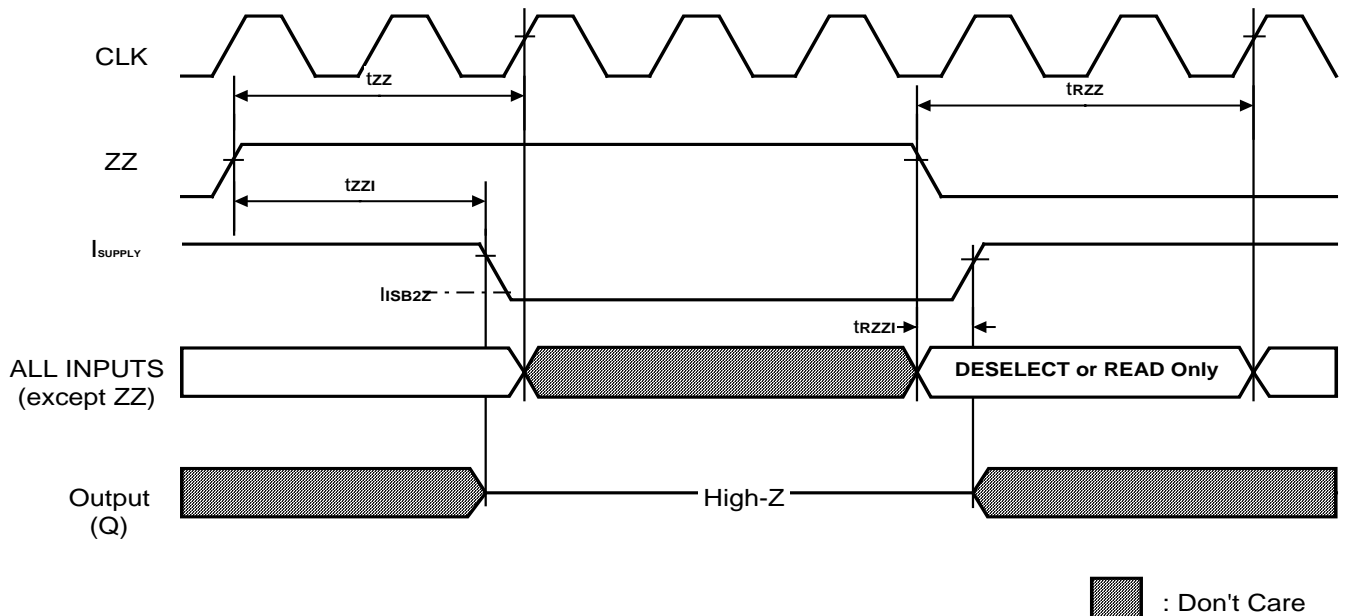 CLK
tZZ
tRZZ
ZZ
tZZI
ISUPPLY
IISB2Z
tRZZI
ALL INPUTS
(except ZZ)
DESELECT or READ Only
Output
(Q)
High-Z
: Don't Care